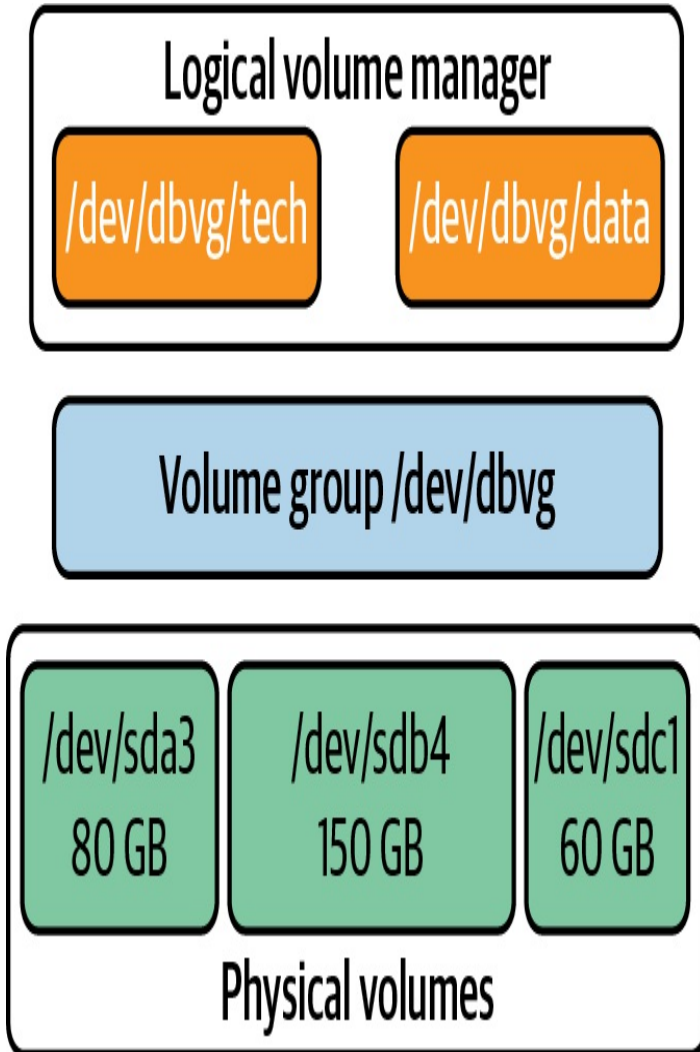 Logical volume manager
/dev/dbvg/tech
/dev/dbvg/data
Volume group /dev/dbvg
/dev/sda3
80 GB
/dev/sdb4
150 GB
/dev/sdc1
60 GB
Physical volumes